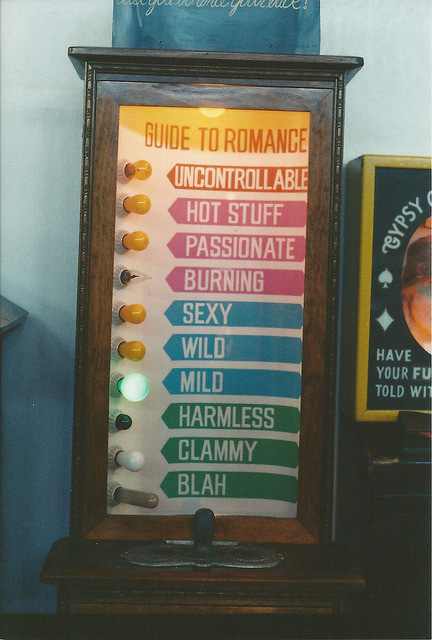 GUIDE TO ROMANCE
UNCONTROLLABLE
HOT STUFF
PASSIONATE
BURNING
SEXY
WILD
MILD
HARMLESS
CLAMMY
BLAH
GYPSY
HAVE
YOUR FU
TOLD WIT